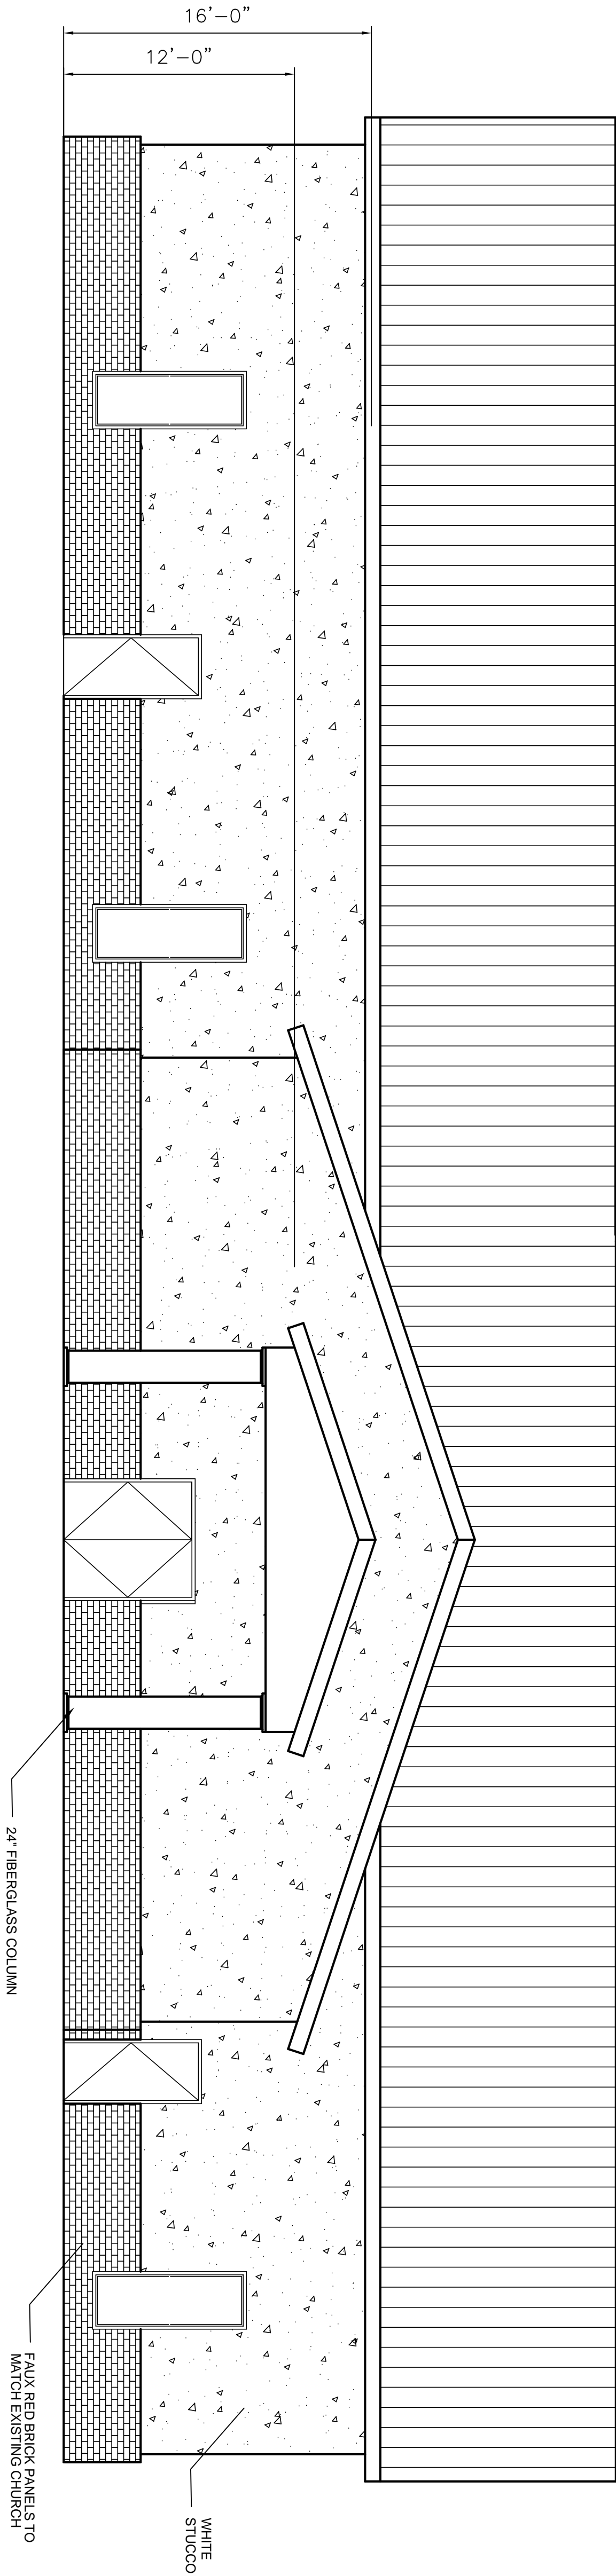 16'-0"
12'-0"
24" FIBERGLASS COLUMN
FAUX RED BRICK PANELS TO
MATCH EXISTING CHURCH
WHITE
STUCCO